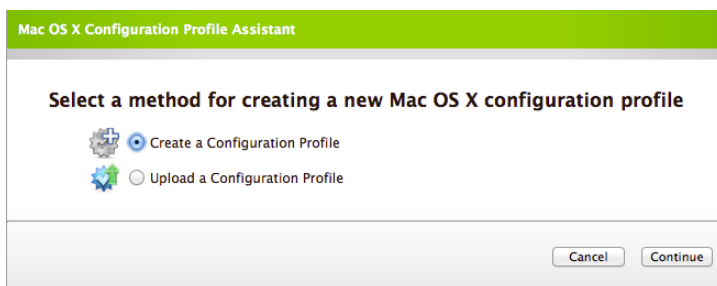 Mac OS X Configuration Profile Assistant
Select a method for creating a new Mac OS X configuration profile
Create a Configuration Profile
Upload a Configuration Profile
Cancel Continue